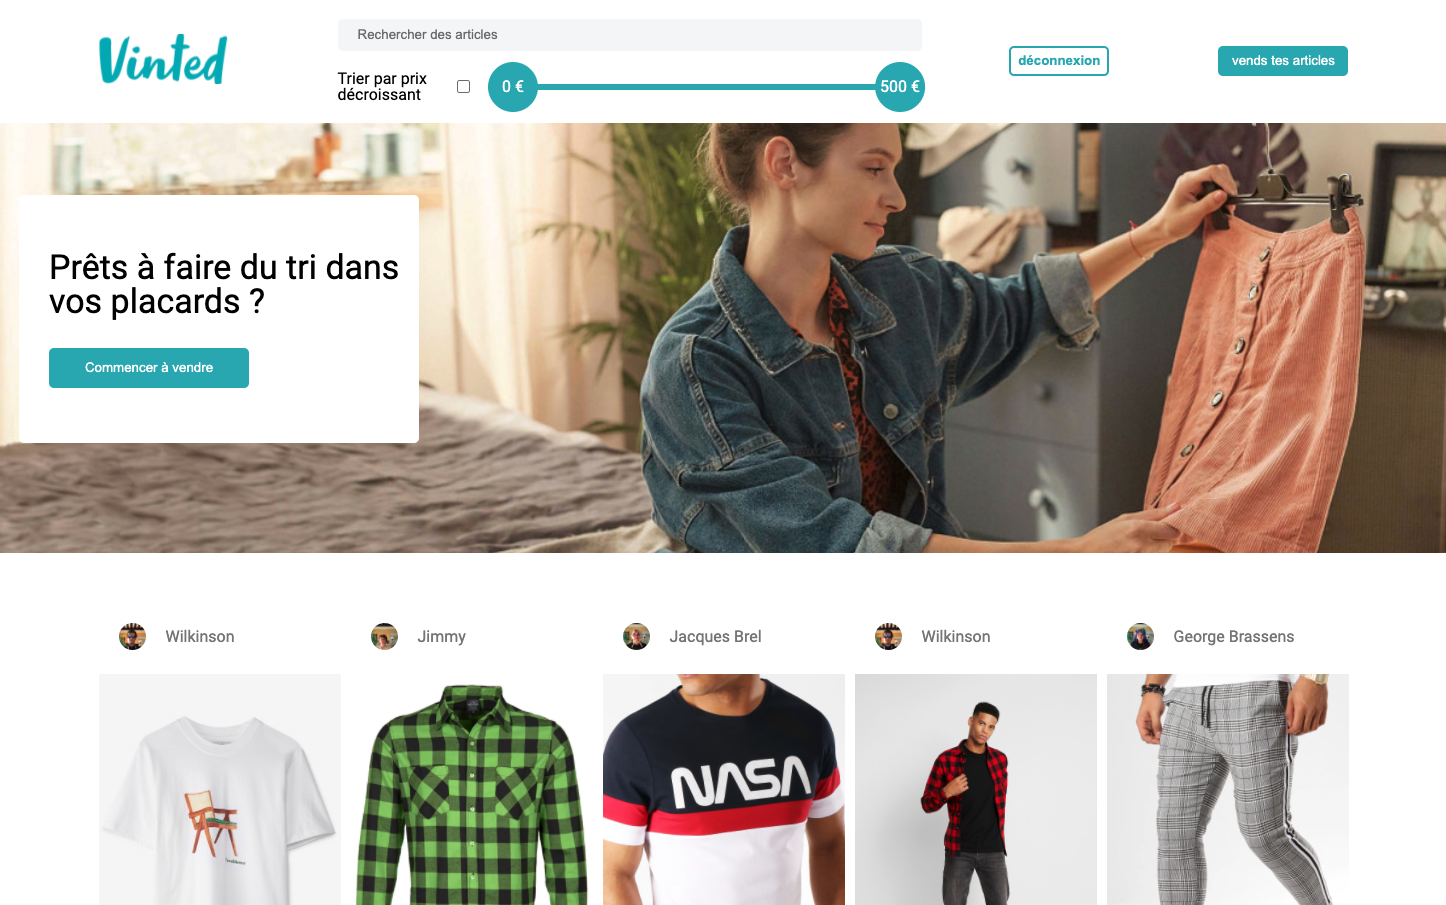 Vinted
Rechercher des articles
Trier par prix
décroissant
0 €
500 €
déconnexion
vends tes articles
Prêts à faire du tri dans
vos placards ?
Commencer à vendre
Wilkinson
Jimmy
Jacques Brel
Wilkinson
George Brassens
NASA